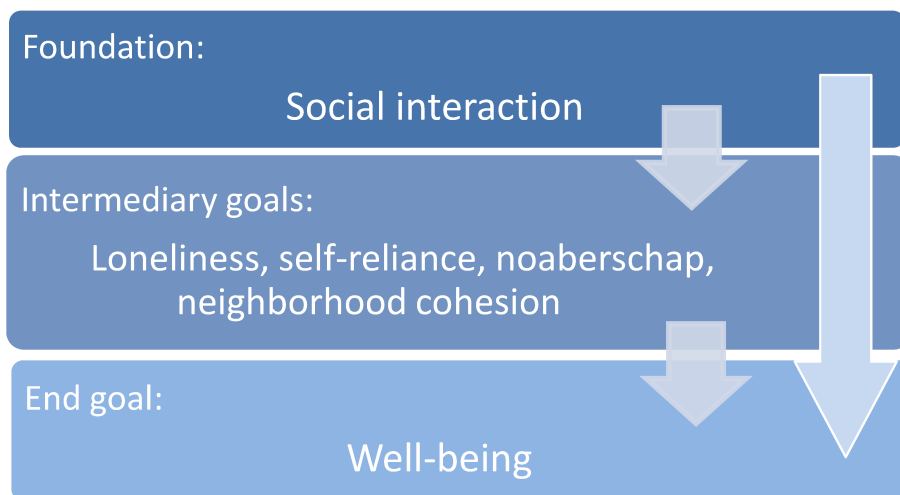 Foundation:
Social interaction
Intermediary goals:
Loneliness, self-reliance, noaberschap,
neighborhood cohesion
End goal:
Well-being